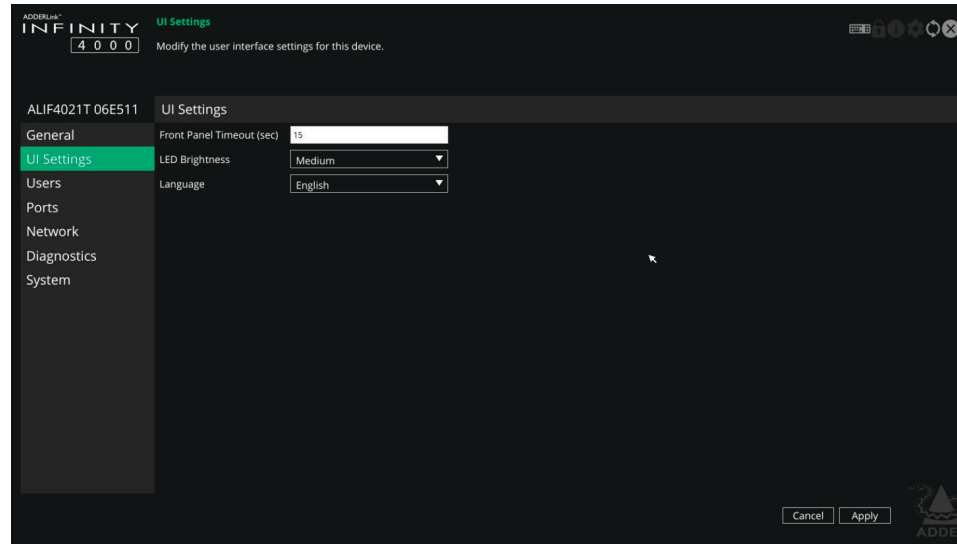 ADDERLink™
INFINITY
4000
UI Settings
Modify the user interface settings for this device.
ALIF4021T 06E511
UI Settings
General
Front Panel Timeout (sec) 15
UI Settings
LED Brightness Medium
Users
Language English
Ports
Network
Diagnostics
System
Cancel Apply
ADDE